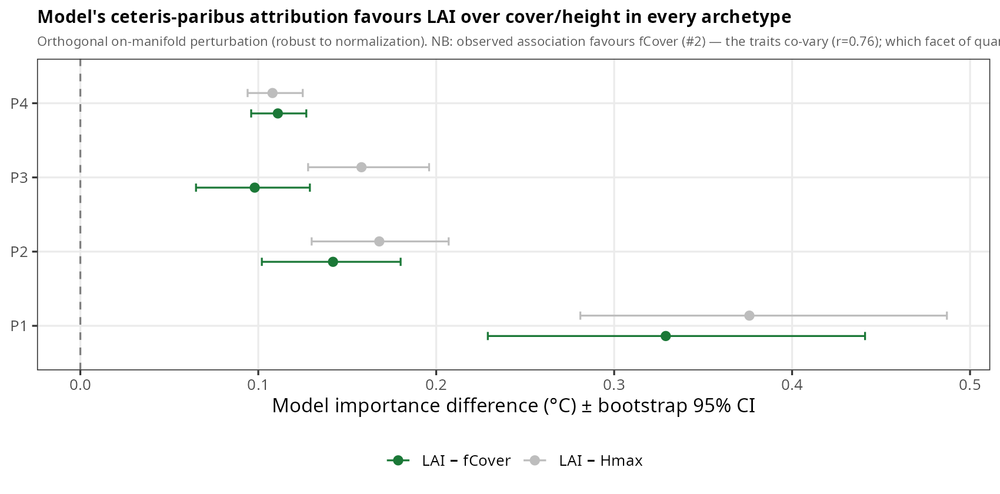 Model's ceteris-paribus attribution favours LAI over cover/height in every archetype
Orthogonal on-manifold perturbation (robust to normalization). NB: observed association favours fCover (#2) — the traits co-vary (r=0.76); which facet of
P4
P3
P2
P1
0.0 0.1 0.2 0.3 0.4 0.5
Model importance difference (°C) ± bootstrap 95% CI
LAI − fCover LAI − Hmax